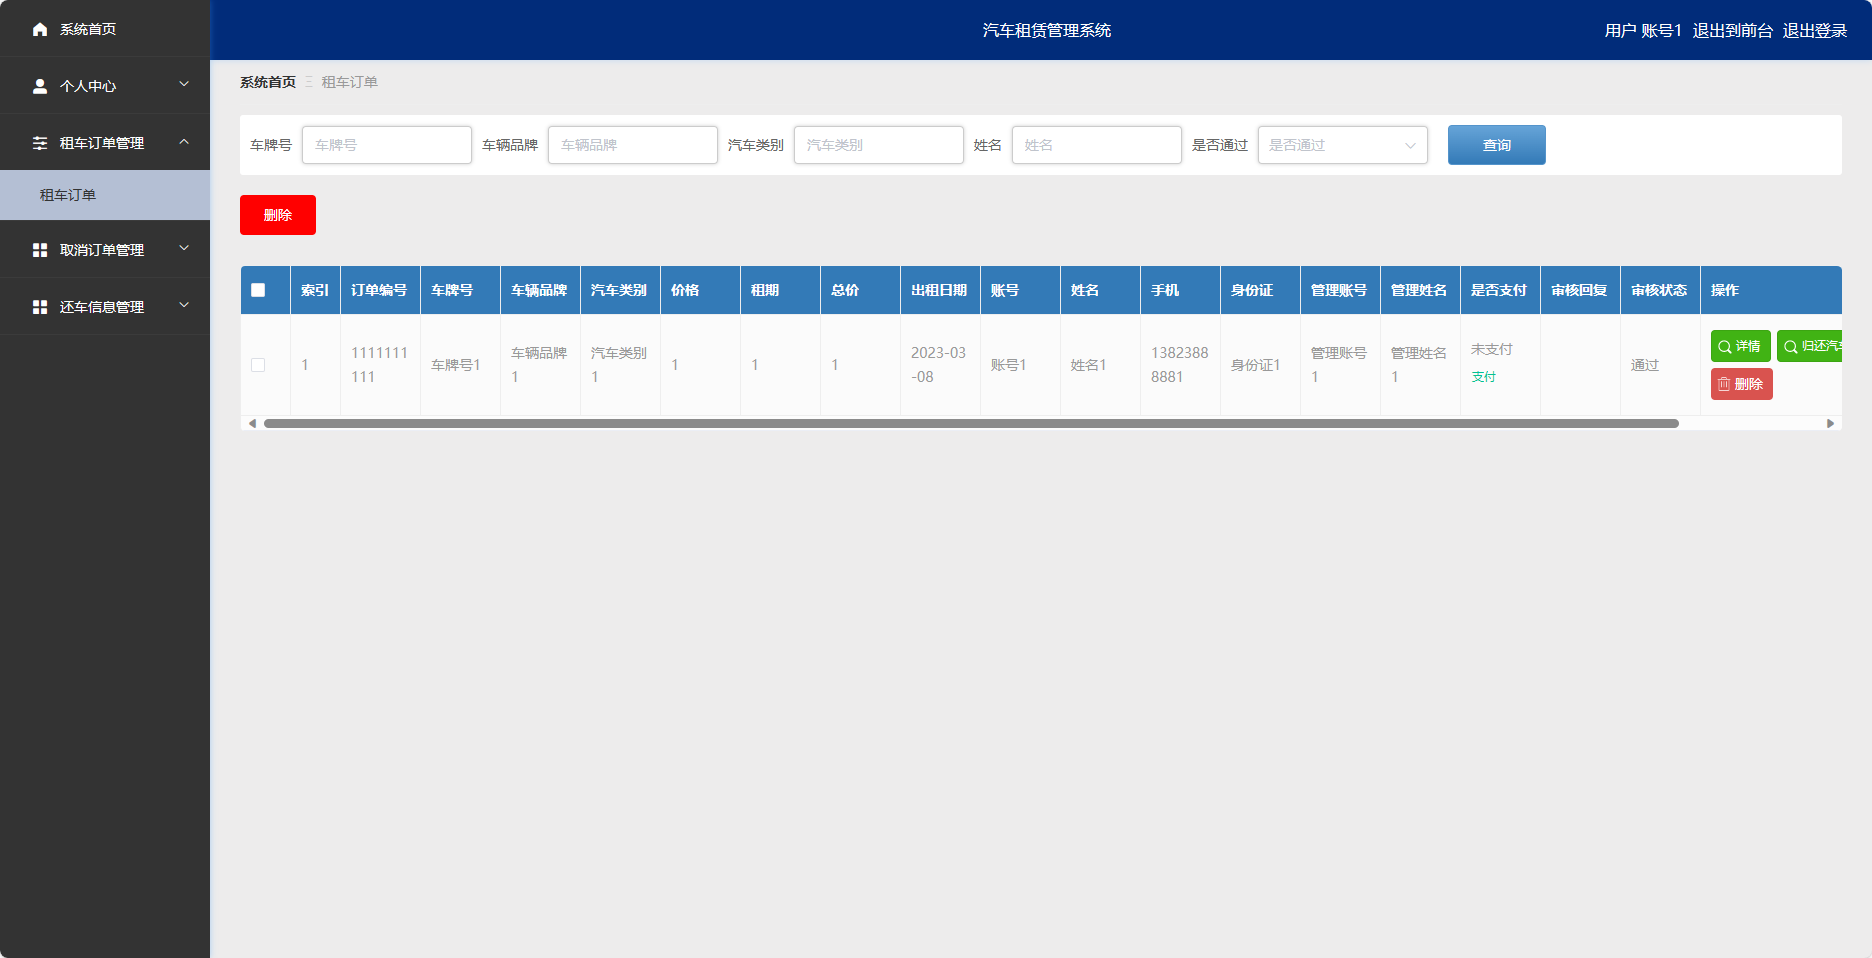 系统首页
个人中心
租车订单管理
租车订单
取消订单管理
还车信息管理
汽车租赁管理系统
用户 账号1 退出到前台 退出登录
系统首页 租车订单
车牌号 车牌号 车辆品牌 车辆品牌 汽车类别 汽车类别 姓名 姓名 是否通过 是否通过 查询
删除
索引 订单编号 车牌号 车辆品牌 汽车类别 价格 租期 总价 出租日期 账号 姓名 手机 身份证 管理账号 管理姓名 是否支付 审核回复 审核状态 操作
1 1111111111 车牌号1 车辆品牌1 汽车类别1 1 1 1 2023-03-08 账号1 姓名1 13823888881 身份证1 管理账号1 管理姓名1 未支付 通过 详情 归还汽车
支付 删除